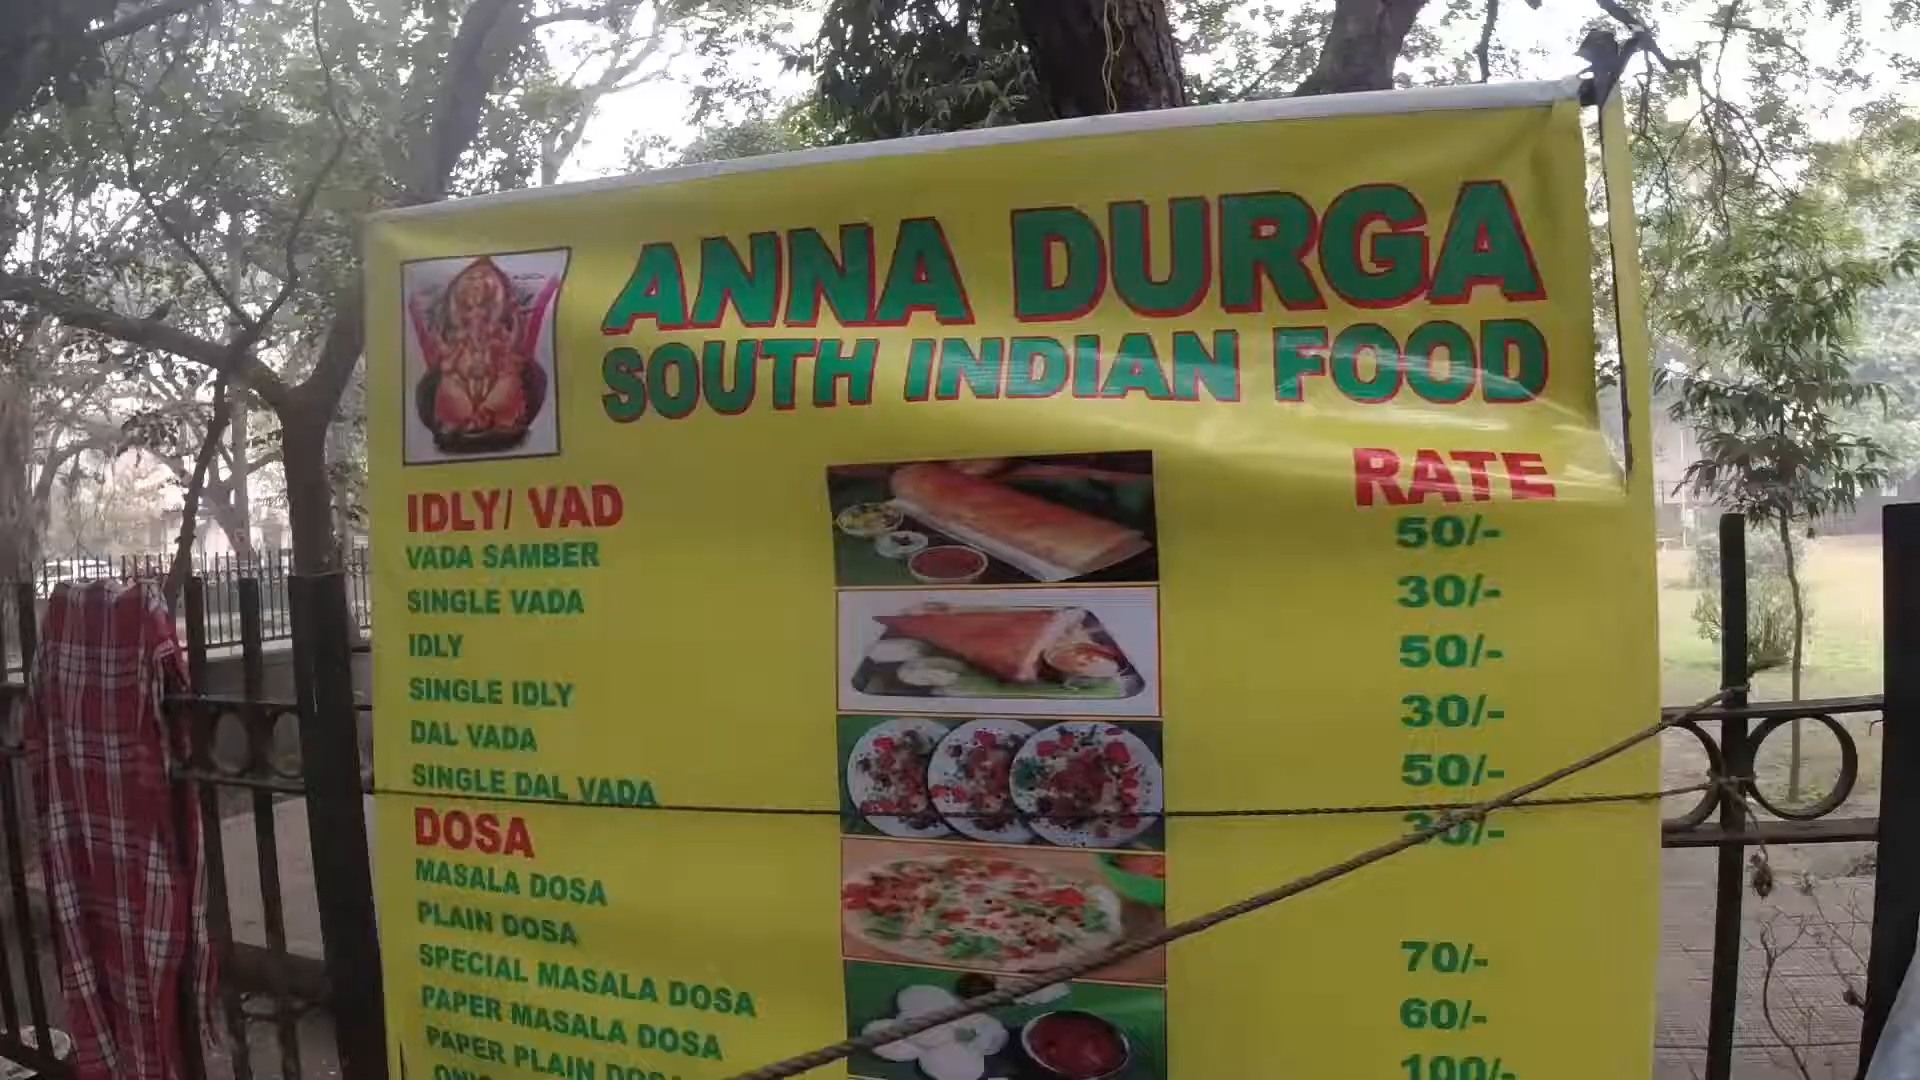 ANNA DURGA
SOUTH INDIAN FOOD
RATE
IDLY/ VAD
VADA SAMBER 50/-
SINGLE VADA 30/-
IDLY 50/-
SINGLE IDLY 30/-
DAL VADA 50/-
SINGLE DAL VADA 30/-
DOSA
MASALA DOSA 70/-
PLAIN DOSA 60/-
SPECIAL MASALA DOSA 100/-
PAPER MASALA DOSA
PAPER PLAIN DOSA